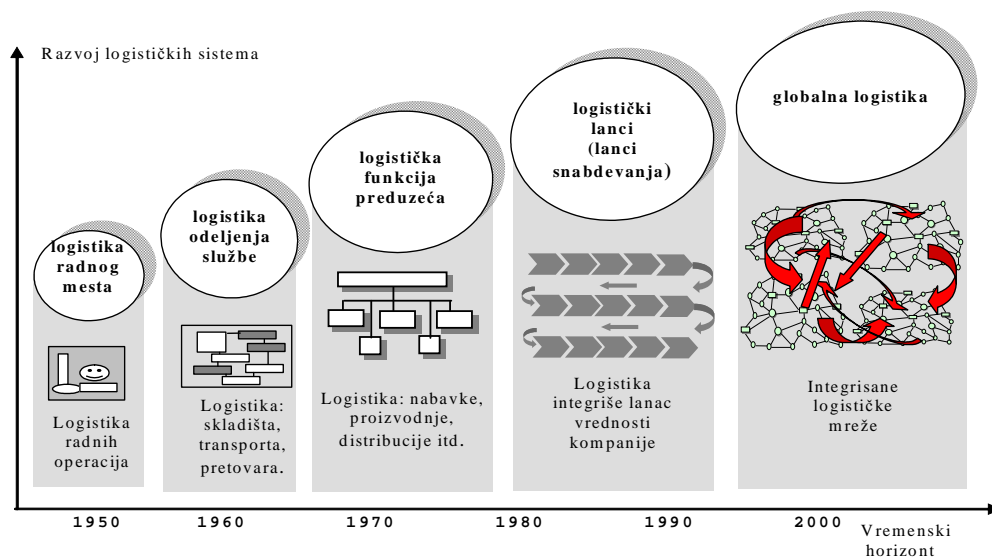 Razvoj logističkih sistema
logistika
radnog
mesta
Logistika
radnih
operacija
logistika
odeljenja
službe
Logistika:
skladišta,
transporta,
pretovara.
logistička
funkcija
preduzeća
Logistika: nabavke,
proizvodnje,
distribucije itd.
logistički
lanci
(lanci
snabdevanja)
Logistika
integriše lanac
vrednosti
kompanije
globalna logistika
Integrisane
logističke
mreže
1950 1960 1970 1980 1990 2000
Vremenski
horizont